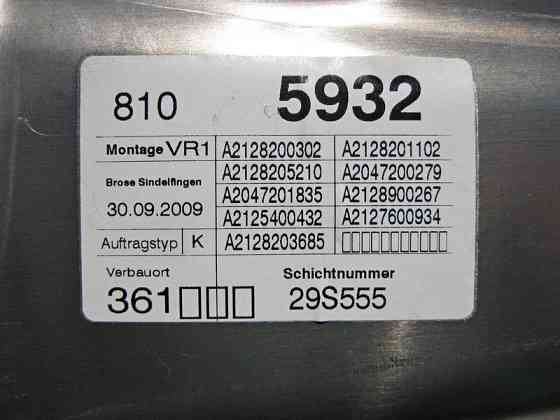 810 5932
Montage VR1 A2128200302 A2128201102
A2128205210 A2047200279
Brose Sindelfingen
A2047201835 A2128900267
30.09.2009
A2125400432 A2127600934
Auftragstyp K A2128203685 ▯▯▯▯▯▯▯▯▯▯▯
Verbauort Schichtnummer
361▯▯▯ 29S555